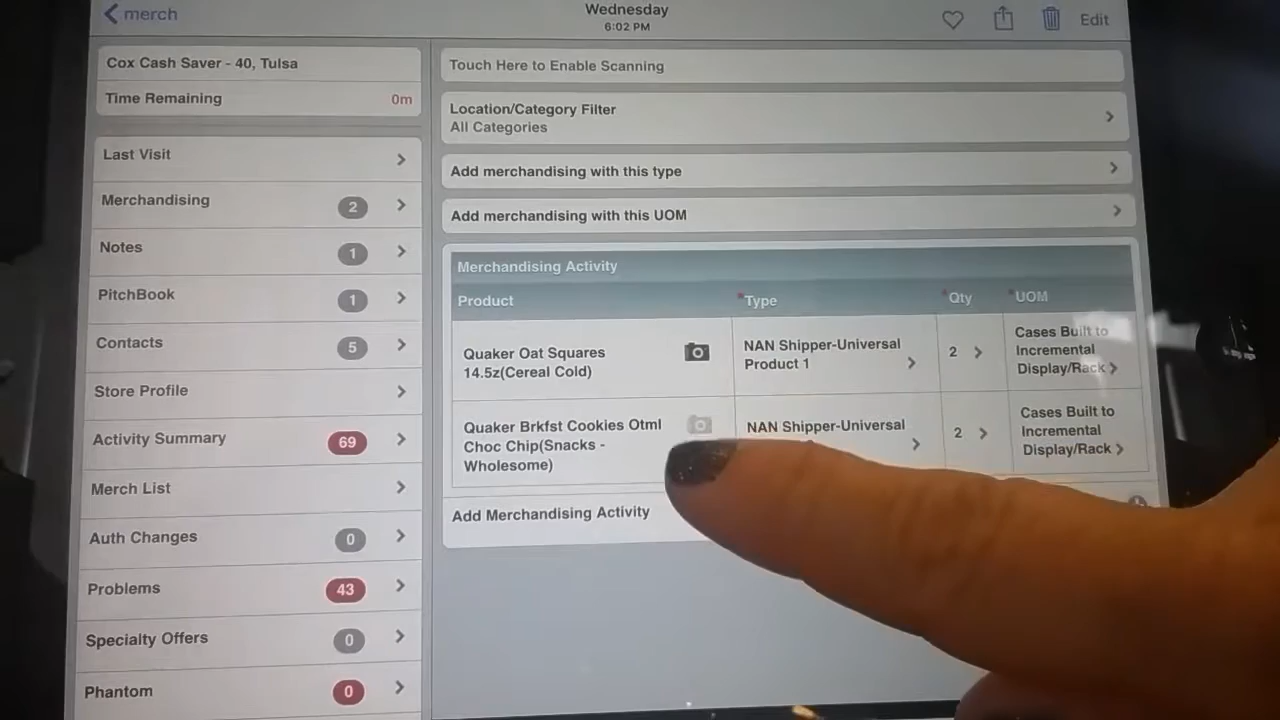 merch
Wednesday
6:02 PM
Edit
Cox Cash Saver - 40, Tulsa
Time Remaining 0m
Last Visit
Merchandising 2
Notes 1
PitchBook 1
Contacts 5
Store Profile
Activity Summary 69
Merch List
Auth Changes 0
Problems 43
Specialty Offers 0
Phantom 0
Touch Here to Enable Scanning
Location/Category Filter
All Categories
Add merchandising with this type
Add merchandising with this UOM
Merchandising Activity
Product *Type *Qty *UOM
Quaker Oat Squares
14.5z(Cereal Cold)
NAN Shipper-Universal
Product 1
2
Cases Built to
Incremental
Display/Rack
Quaker Brkfst Cookies Otml
Choc Chip(Snacks -
Wholesome)
NAN Shipper-Universal
2
Cases Built to
Incremental
Display/Rack
Add Merchandising Activity